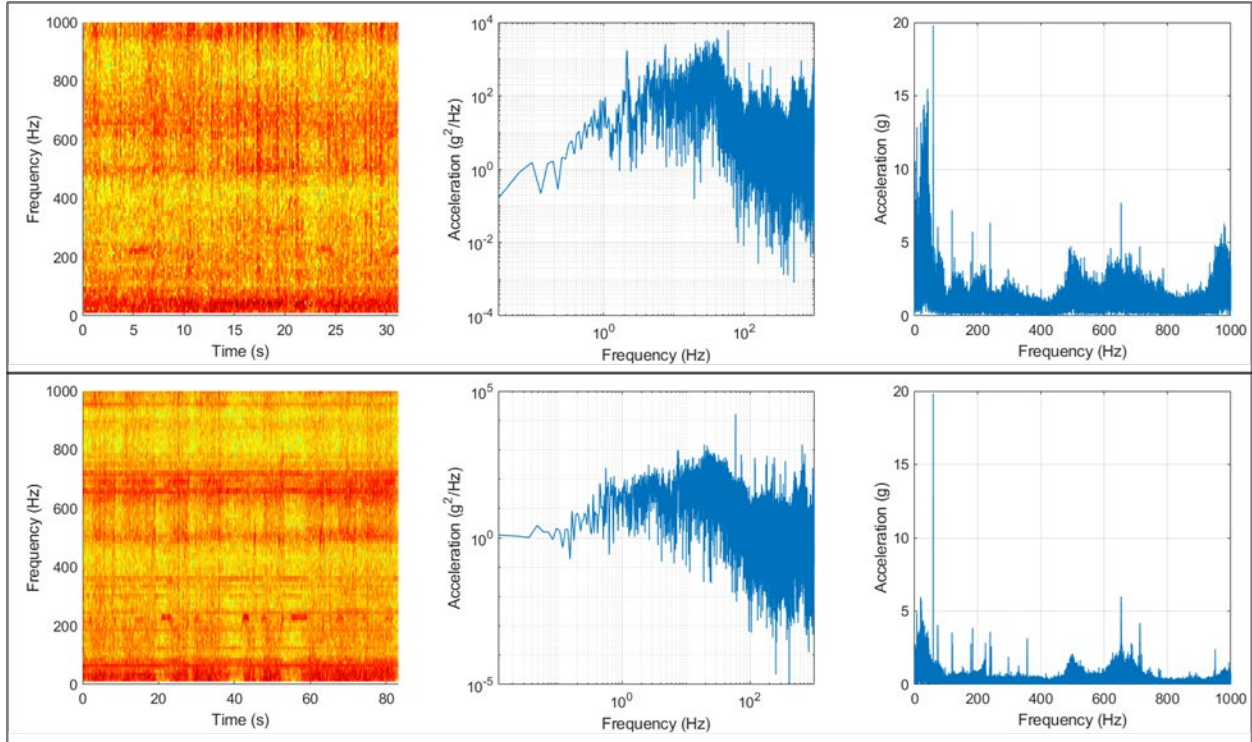 1000
800
600
400
200
0
Frequency (Hz)
0 5 10 15 20 25 30
Time (s)
10^4
10^2
10^0
10^-2
10^-4
Acceleration (g^2/Hz)
10^0 10^2
Frequency (Hz)
20
15
10
5
0
Acceleration (g)
0 200 400 600 800 1000
Frequency (Hz)
1000
800
600
400
200
0
Frequency (Hz)
0 20 40 60 80
Time (s)
10^5
10^0
10^-5
Acceleration (g^2/Hz)
10^0 10^2
Frequency (Hz)
20
15
10
5
0
Acceleration (g)
0 200 400 600 800 1000
Frequency (Hz)